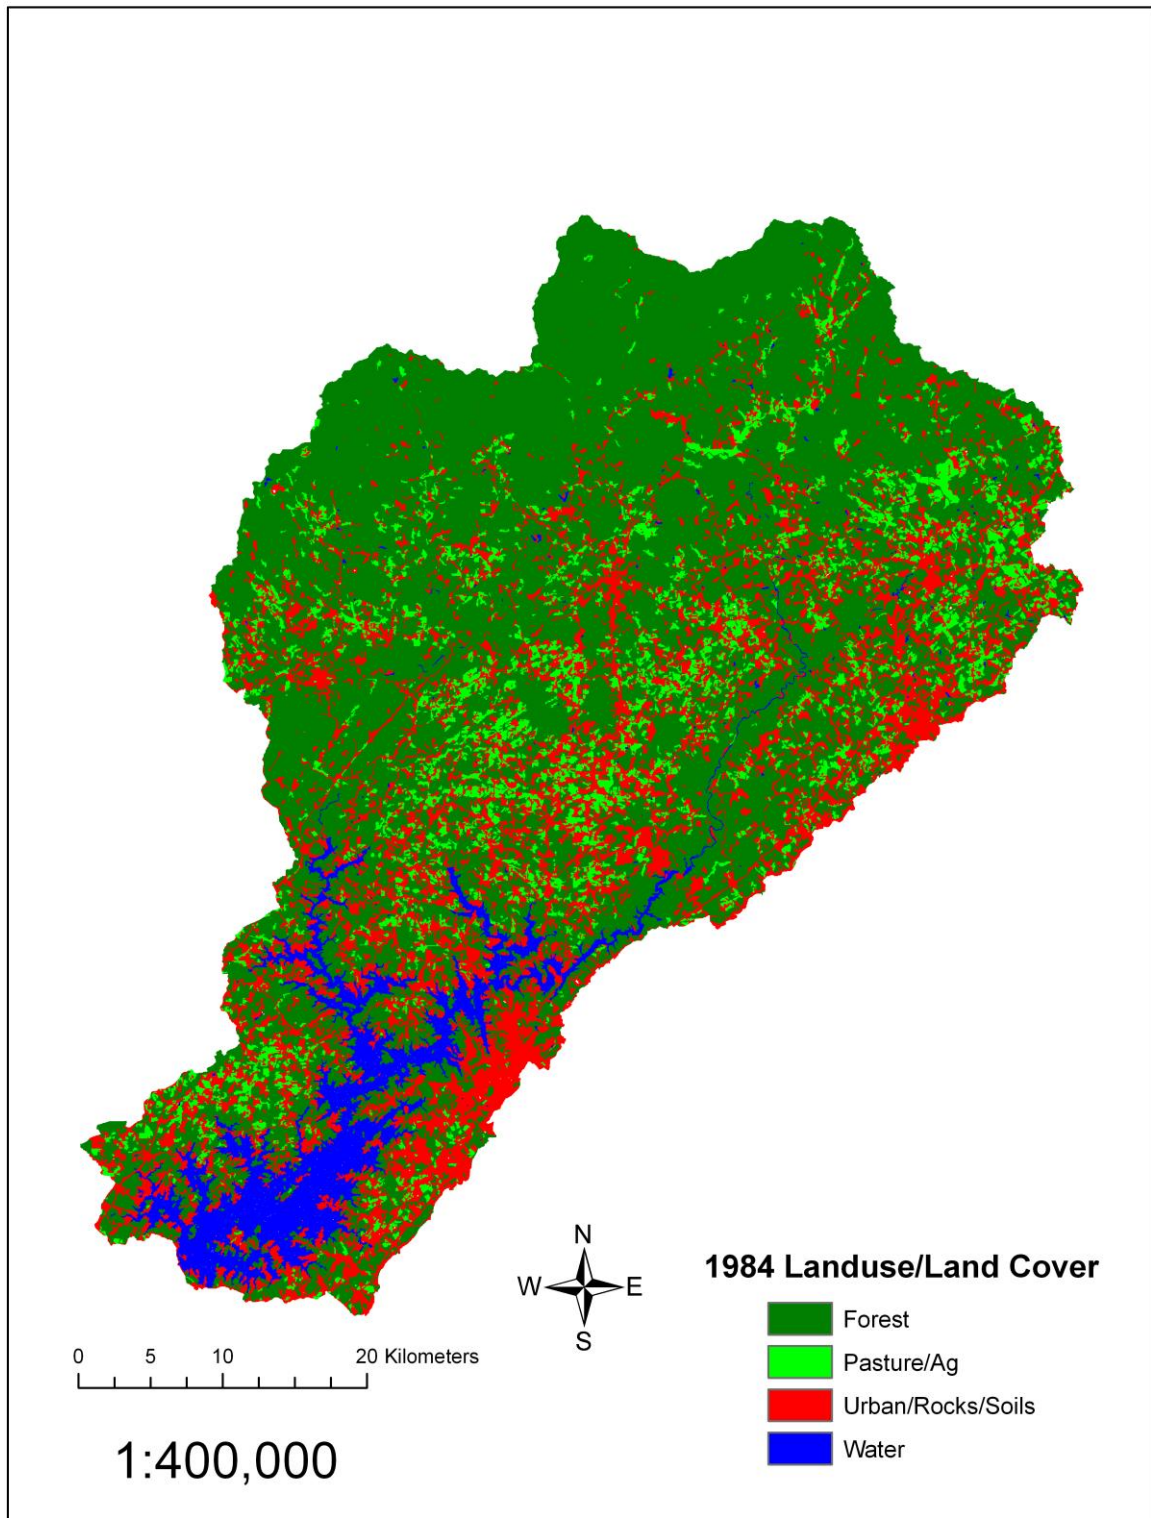 N
W E
S
1984 Landuse/Land Cover
Forest
Pasture/Ag
Urban/Rocks/Soils
Water
0 5 10 20 Kilometers
1:400,000